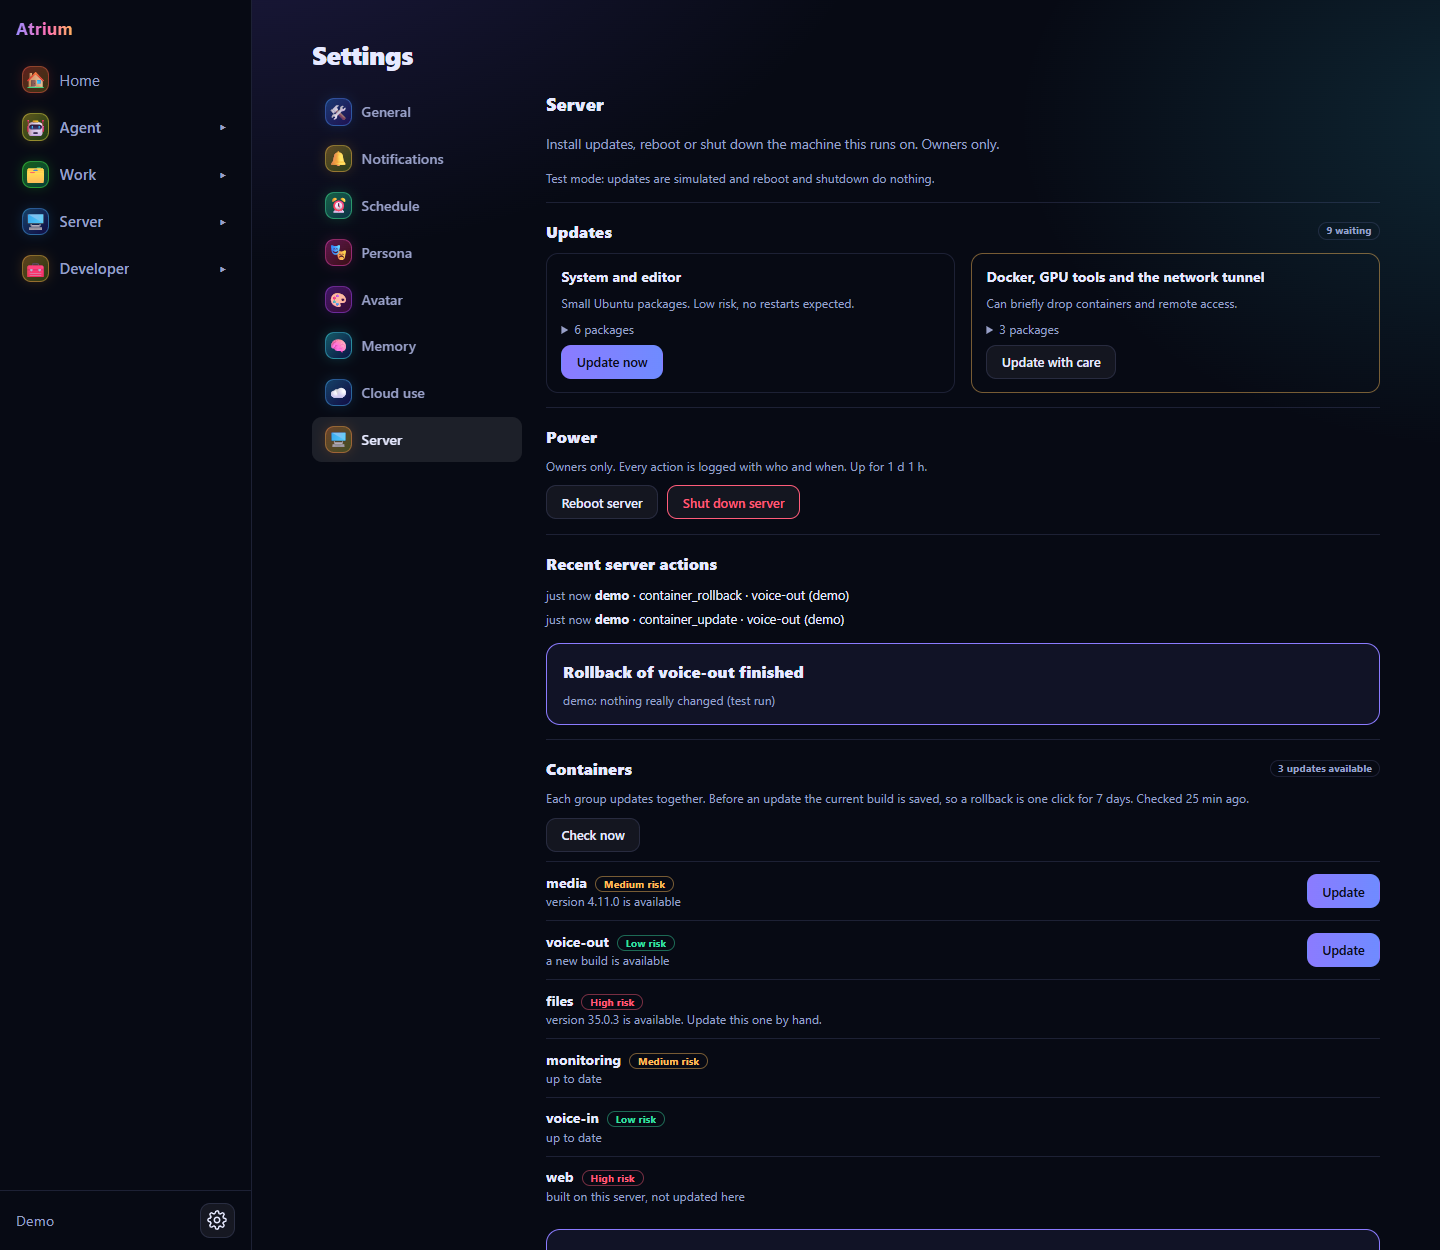 Atrium
Home
Agent
Work
Server
Developer
Demo
Settings
General
Notifications
Schedule
Persona
Avatar
Memory
Cloud use
Server
Server
Install updates, reboot or shut down the machine this runs on. Owners only.
Test mode: updates are simulated and reboot and shutdown do nothing.
Updates
9 waiting
System and editor
Small Ubuntu packages. Low risk, no restarts expected.
6 packages
Update now
Docker, GPU tools and the network tunnel
Can briefly drop containers and remote access.
3 packages
Update with care
Power
Owners only. Every action is logged with who and when. Up for 1 d 1 h.
Reboot server
Shut down server
Recent server actions
just now demo · container_rollback · voice-out (demo)
just now demo · container_update · voice-out (demo)
Rollback of voice-out finished
demo: nothing really changed (test run)
Containers
3 updates available
Each group updates together. Before an update the current build is saved, so a rollback is one click for 7 days. Checked 25 min ago.
Check now
media Medium risk
version 4.11.0 is available
Update
voice-out Low risk
a new build is available
Update
files High risk
version 35.0.3 is available. Update this one by hand.
monitoring Medium risk
up to date
voice-in Low risk
up to date
web High risk
built on this server, not updated here